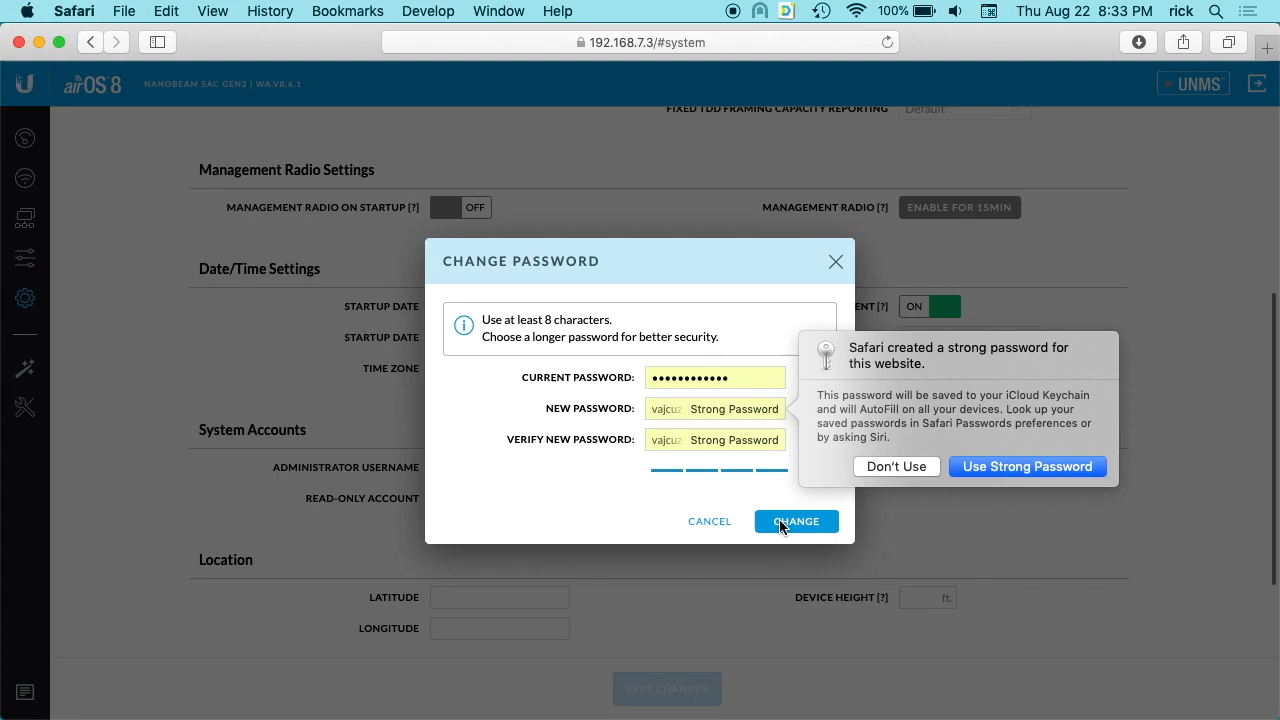 Safari File Edit View History Bookmarks Develop Window Help 100% Thu Aug 22 8:33 PM rick
192.168.7.3/#system
U airOS 8 NANOBEAM 5AC GEN2 | WA.V8.6.1 UNMS
FIXED TDD FRAMING CAPACITY REPORTING Default
Management Radio Settings
MANAGEMENT RADIO ON STARTUP [?] OFF MANAGEMENT RADIO [?] ENABLE FOR 15MIN
CHANGE PASSWORD
Date/Time Settings
STARTUP DATE ENT [?] ON
STARTUP DATE
TIME ZONE
Use at least 8 characters.
Choose a longer password for better security.
CURRENT PASSWORD: ••••••••••••
NEW PASSWORD: vajcuz Strong Password
VERIFY NEW PASSWORD: vajcuz Strong Password
Safari created a strong password for
this website.
This password will be saved to your iCloud Keychain
and will AutoFill on all your devices. Look up your
saved passwords in Safari Passwords preferences or
by asking Siri.
Don't Use Use Strong Password
CANCEL CHANGE
System Accounts
ADMINISTRATOR USERNAME
READ-ONLY ACCOUNT
Location
LATITUDE DEVICE HEIGHT [?] ft.
LONGITUDE
SAVE CHANGES